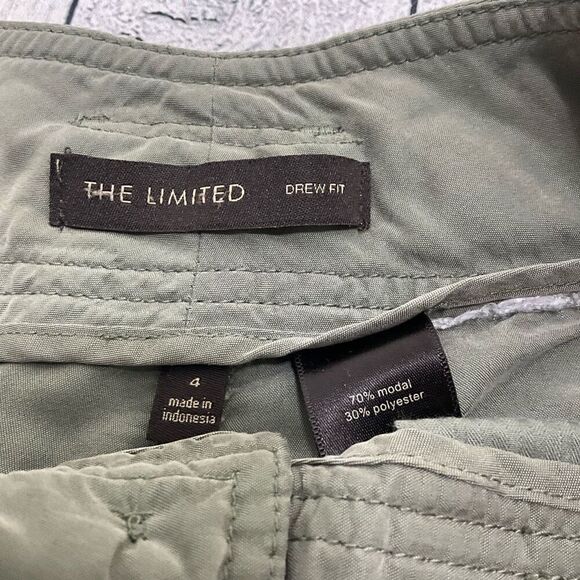 THE LIMITED DREW FIT
4
made in
indonesia
70% modal
30% polyester